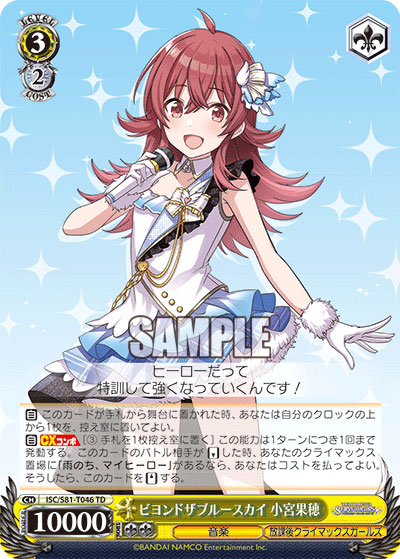 LEVEL
3
2
COST
SAMPLE
ヒーローだって
特訓して強くなっていくんです!
自 このカードが手札から舞台に置かれた時、あなたは自分のクロックの上
から1枚を、控え室に置いてよい。
自 CXコンボ [③ 手札を1枚控え室に置く] この能力は1ターンにつき1回まで
発動する。このカードのバトル相手が した時、あなたのクライマックス
置場に「雨のち、マイヒーロー」があるなら、あなたはコストを払ってよい。
そうしたら、このカードをスタンドする。
ISC/S81-T046 TD
ビヨンドザブルースカイ 小宮果穂
POWER
10000
SOUL
音楽
放課後クライマックスガールズ
©BANDAI NAMCO Entertainment Inc.